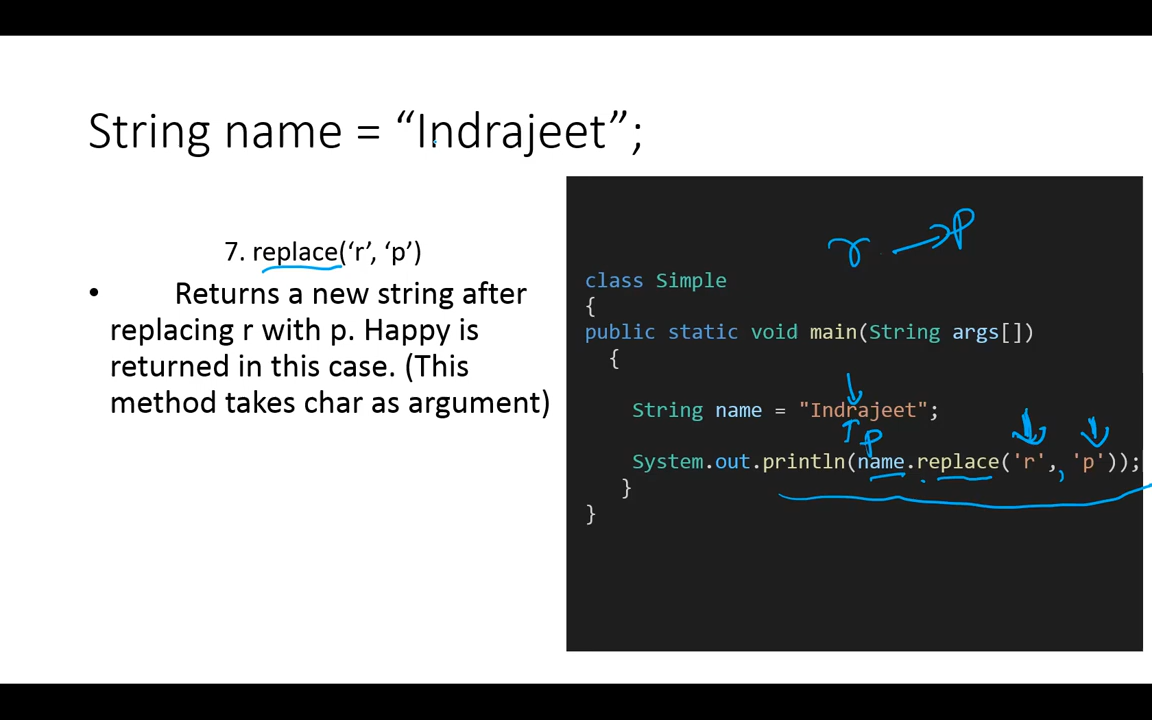 String name = “Indrajeet”;
7. replace(‘r’, ‘p’)
• Returns a new string after
replacing r with p. Happy is
returned in this case. (This
method takes char as argument)
r → p
class Simple
{
public static void main(String args[])
{
String name = "Indrajeet";
p
System.out.println(name.replace('r', 'p'));
}
}